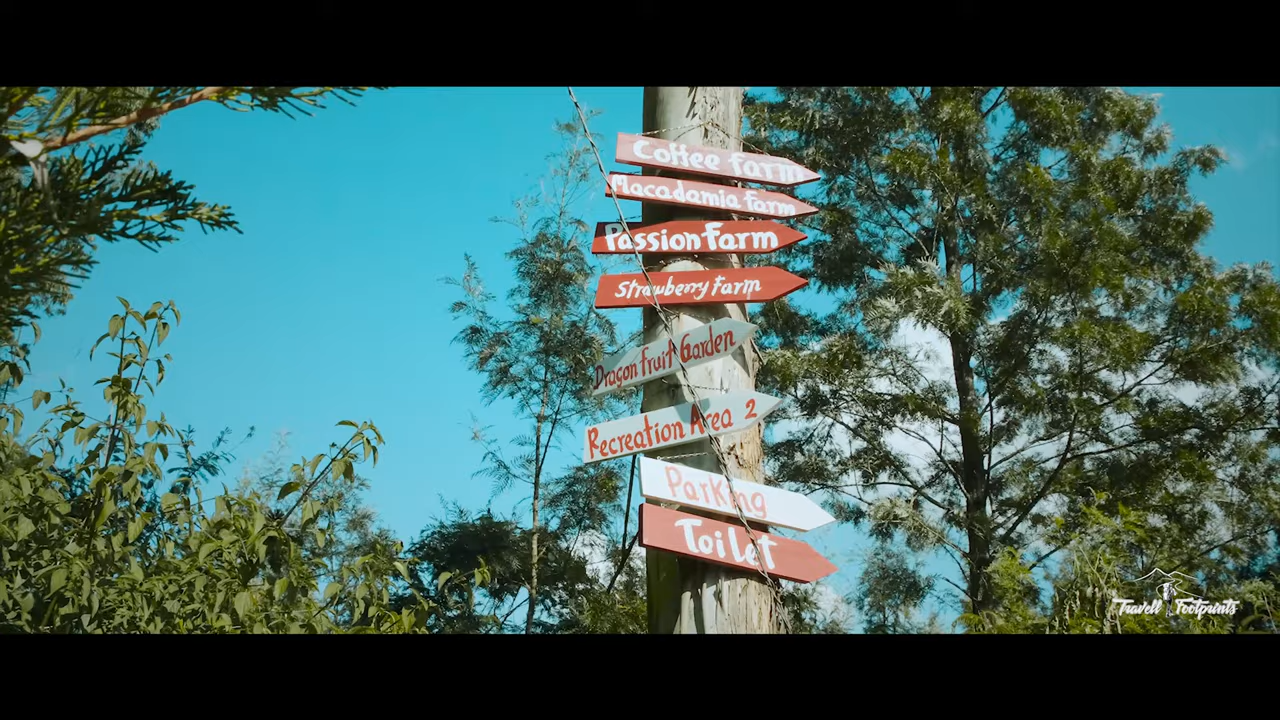 Coffee farm
Macadamia Farm
Passion Farm
Strawberry Farm
Dragon Fruit Garden
Recreation Area 2
Parking
Toilet
Travell Footprints